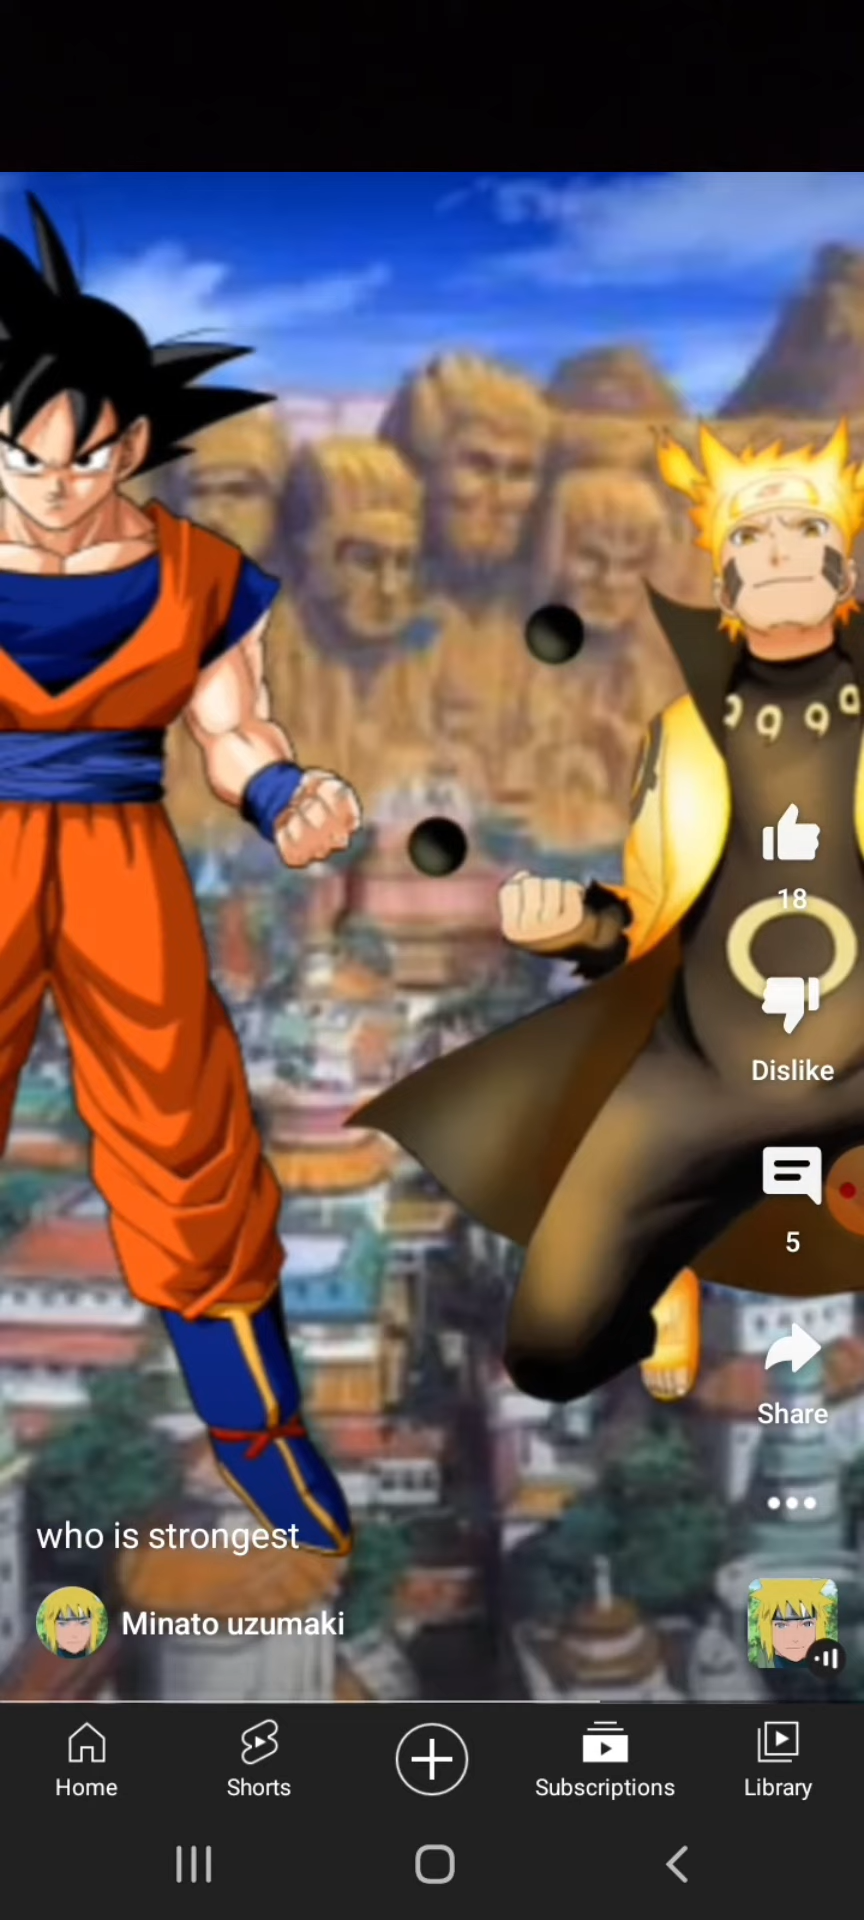 18
Dislike
5
Share
who is strongest
Minato uzumaki
Home
Shorts
Subscriptions
Library